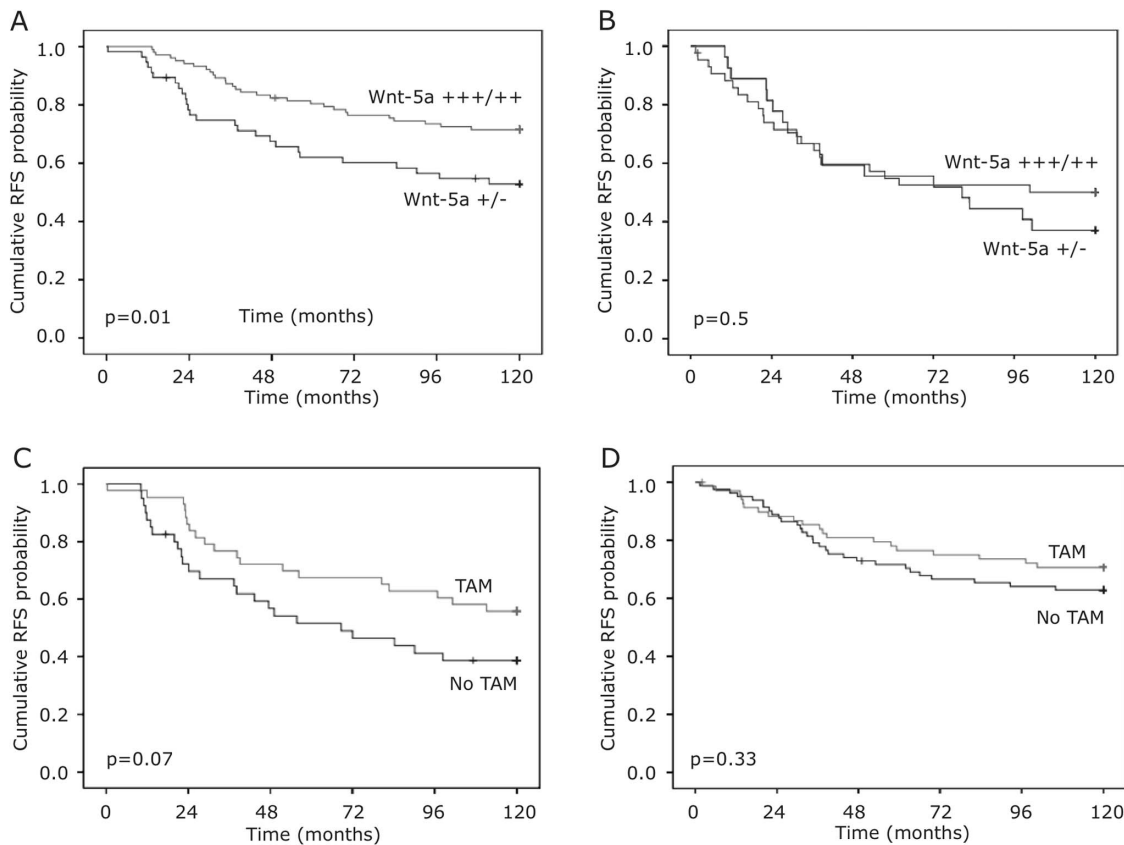 A
Cumulative RFS probability
1.0
0.8
0.6
0.4
0.2
0.0
Wnt-5a +++/++
Wnt-5a +/-
p=0.01
Time (months)
0 24 48 72 96 120
Time (months)
B
Cumulative RFS probability
1.0
0.8
0.6
0.4
0.2
0.0
Wnt-5a +++/++
Wnt-5a +/-
p=0.5
0 24 48 72 96 120
Time (months)
C
Cumulative RFS probability
1.0
0.8
0.6
0.4
0.2
0.0
TAM
No TAM
p=0.07
0 24 48 72 96 120
Time (months)
D
Cumulative RFS probability
1.0
0.8
0.6
0.4
0.2
0.0
TAM
No TAM
p=0.33
0 24 48 72 96 120
Time (months)